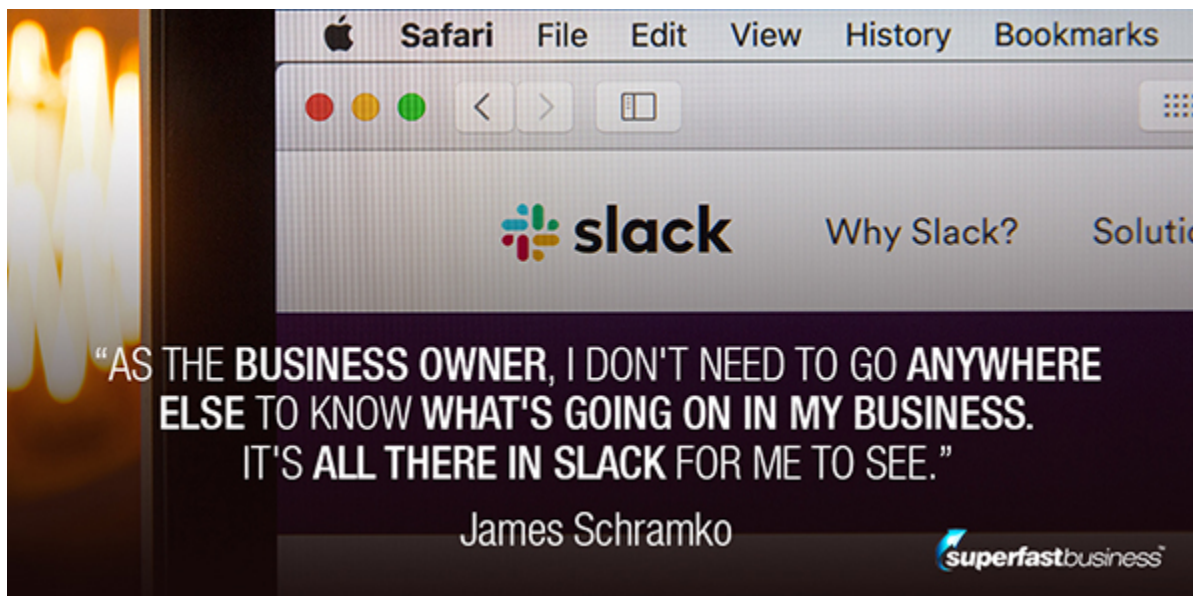 Safari File Edit View History Bookmarks
slack Why Slack? Solutio
“AS THE BUSINESS OWNER, I DON'T NEED TO GO ANYWHERE
ELSE TO KNOW WHAT'S GOING ON IN MY BUSINESS.
IT'S ALL THERE IN SLACK FOR ME TO SEE.”
James Schramko
superfastbusiness™